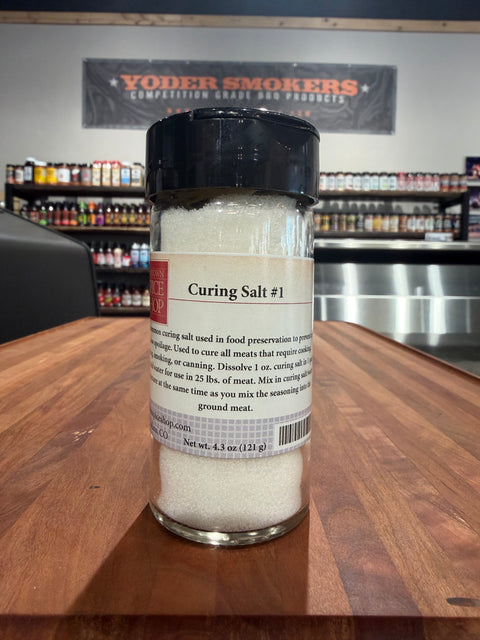 YODER SMOKERS
COMPETITION GRADE BBQ PRODUCTS
Curing Salt #1
curing salt used in food preservation to
spoilage. Used to cure all meats that require
smoking, or canning. Dissolve 1 oz. curing salt in
water for use in 25 lbs. of meat. Mix in curing salt
at the same time as you mix the seasoning into
ground meat.
CO
Net wt. 4.3 oz (121 g)